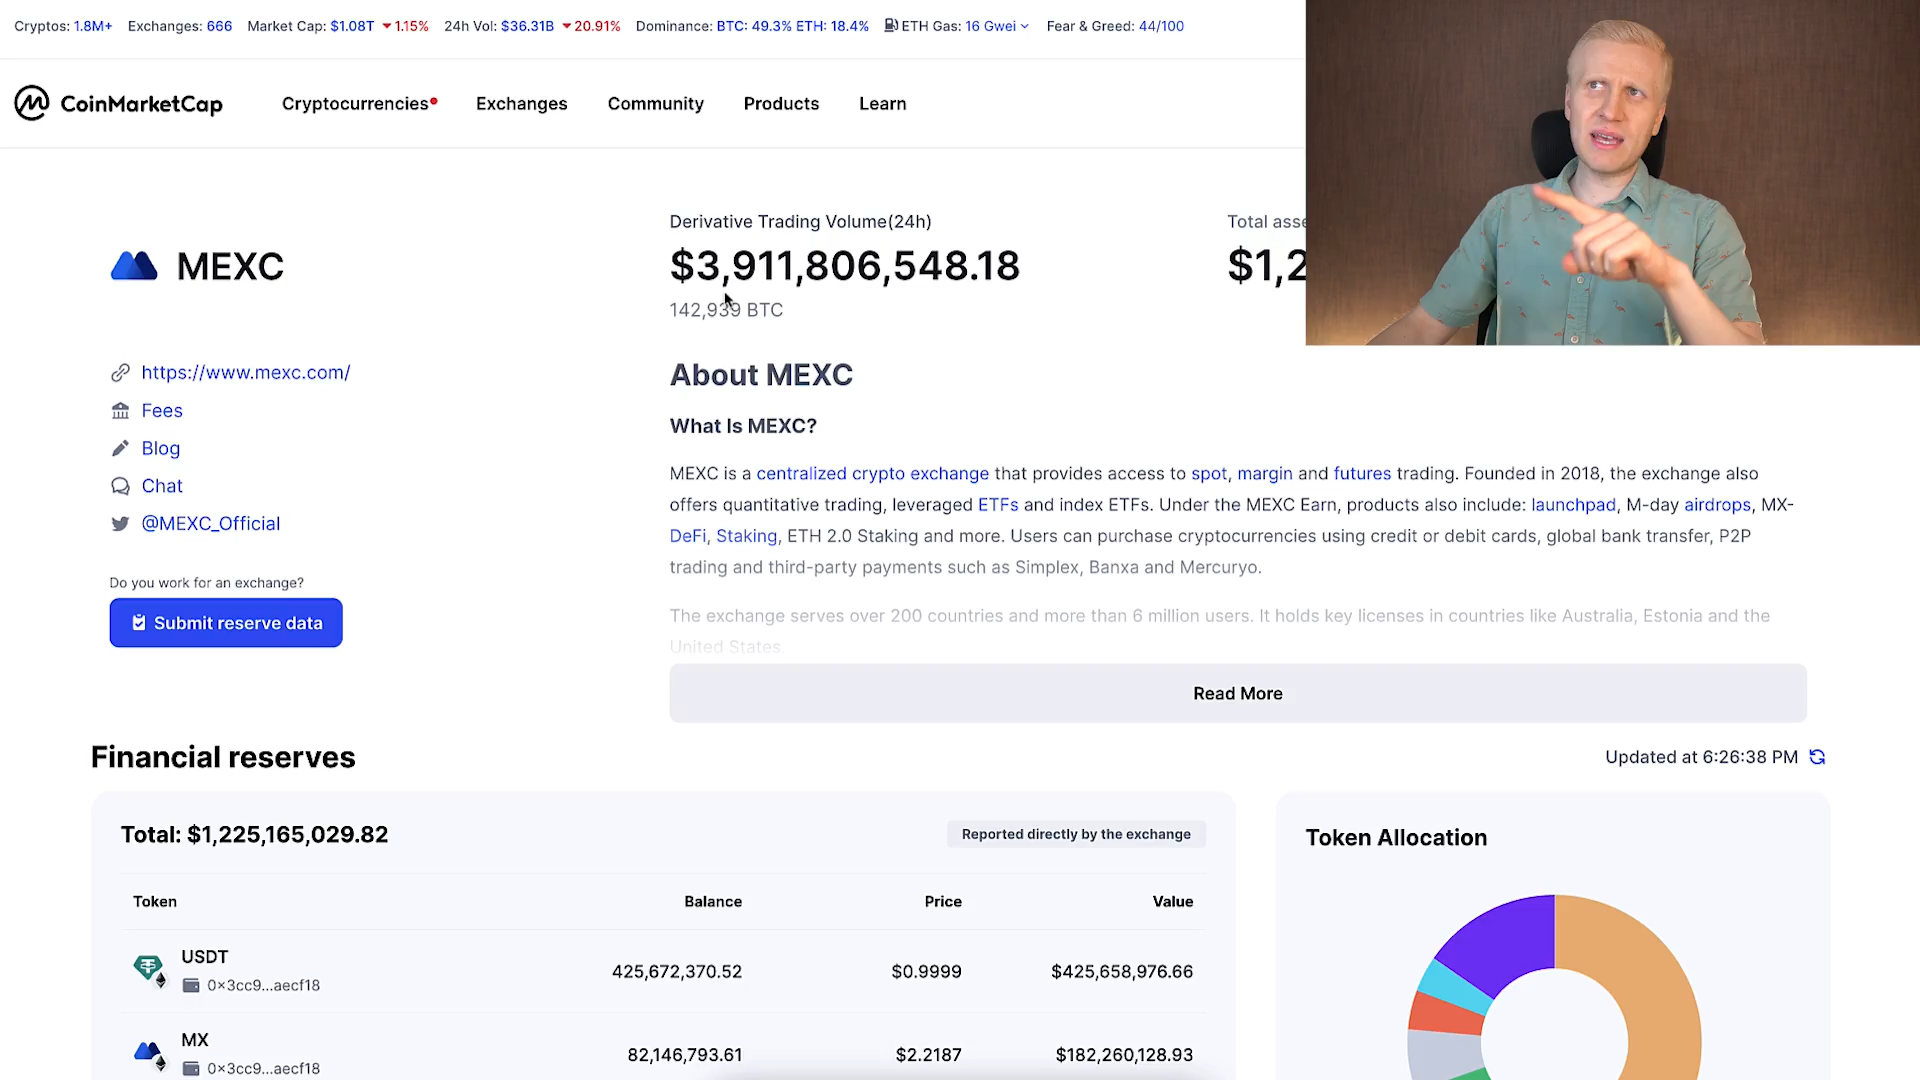 Cryptos: 1.8M+ Exchanges: 666 Market Cap: $1.08T 1.15% 24h Vol: $36.31B 20.91% Dominance: BTC: 49.3% ETH: 18.4% ETH Gas: 16 Gwei Fear & Greed: 44/100
CoinMarketCap Cryptocurrencies Exchanges Community Products Learn
MEXC
https://www.mexc.com/
Fees
Blog
Chat
@MEXC_Official
Do you work for an exchange?
Submit reserve data
Derivative Trading Volume(24h)
$3,911,806,548.18
142,939 BTC
Total asse
$1,2
About MEXC
What Is MEXC?
MEXC is a centralized crypto exchange that provides access to spot, margin and futures trading. Founded in 2018, the exchange also
offers quantitative trading, leveraged ETFs and index ETFs. Under the MEXC Earn, products also include: launchpad, M-day airdrops, MX-
DeFi, Staking, ETH 2.0 Staking and more. Users can purchase cryptocurrencies using credit or debit cards, global bank transfer, P2P
trading and third-party payments such as Simplex, Banxa and Mercuryo.
The exchange serves over 200 countries and more than 6 million users. It holds key licenses in countries like Australia, Estonia and the
United States.
Read More
Financial reserves
Updated at 6:26:38 PM
Total: $1,225,165,029.82
Reported directly by the exchange
Token Balance Price Value
USDT
0x3cc9...aecf18
425,672,370.52 $0.9999 $425,658,976.66
MX
0x3cc9...aecf18
82,146,793.61 $2.2187 $182,260,128.93
Token Allocation